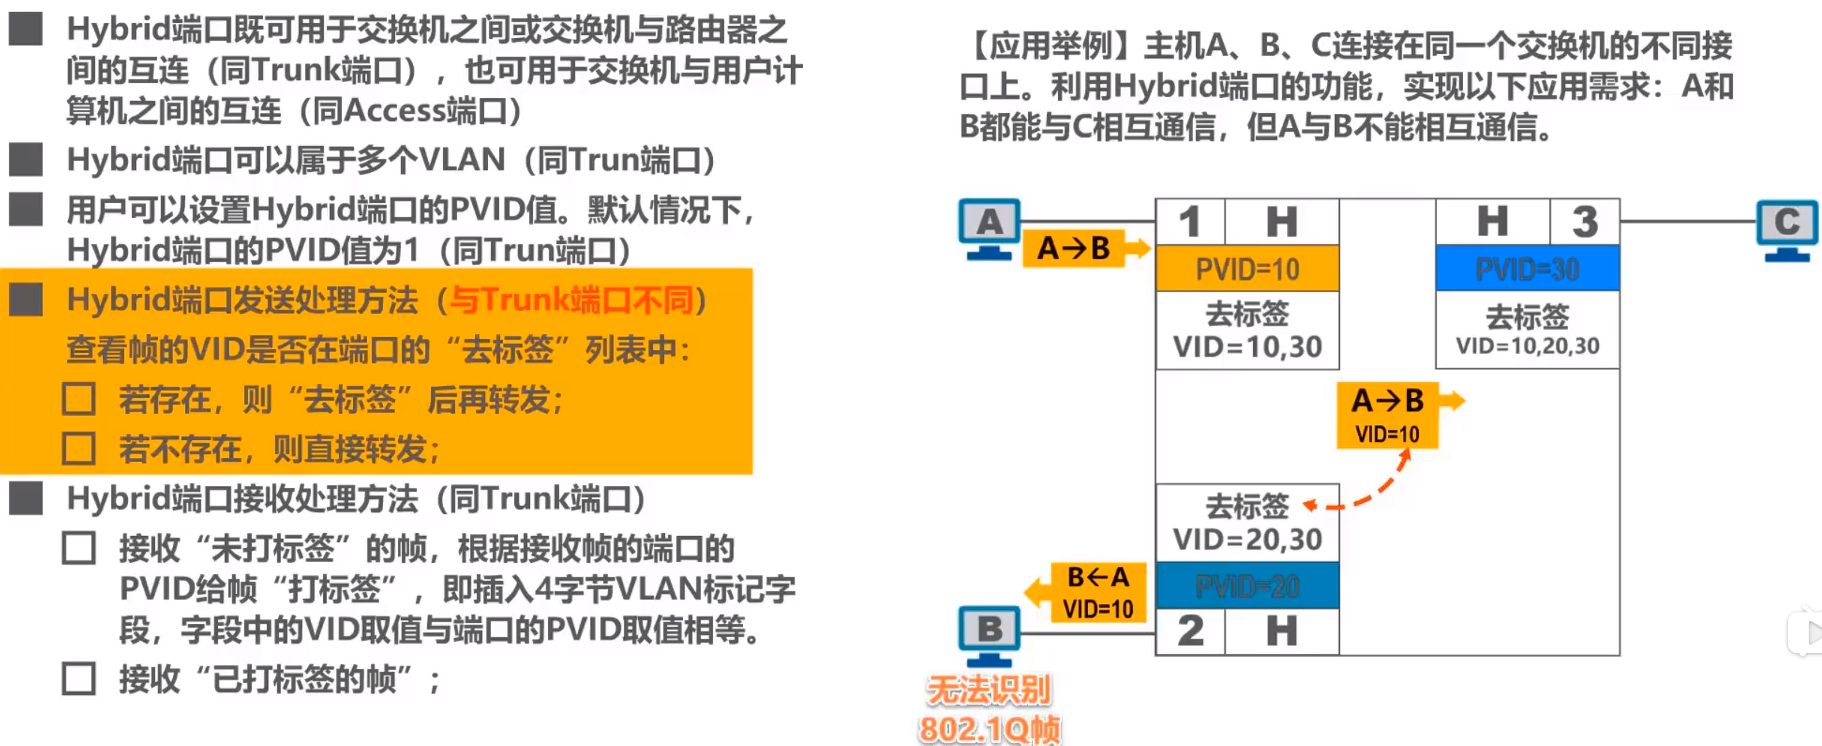 Hybrid端口既可用于交换机之间或交换机与路由器之
间的互连（同Trunk端口），也可用于交换机与用户计
算机之间的互连（同Access端口）
Hybrid端口可以属于多个VLAN（同Trun端口）
用户可以设置Hybrid端口的PVID值。默认情况下，
Hybrid端口的PVID值为1（同Trun端口）
Hybrid端口发送处理方法（与Trunk端口不同）
查看帧的VID是否在端口的“去标签”列表中：
若存在，则“去标签”后再转发；
若不存在，则直接转发；
Hybrid端口接收处理方法（同Trunk端口）
接收“未打标签”的帧，根据接收帧的端口的
PVID给帧“打标签”，即插入4字节VLAN标记字
段，字段中的VID取值与端口的PVID取值相等。
接收“已打标签的帧”；
【应用举例】主机A、B、C连接在同一个交换机的不同接
口上。利用Hybrid端口的功能，实现以下应用需求：A和
B都能与C相互通信，但A与B不能相互通信。
A
A→B
1 H
PVID=10
去标签
VID=10,30
H 3
PVID=30
去标签
VID=10,20,30
C
A→B
VID=10
去标签
VID=20,30
PVID=20
2 H
B←A
VID=10
B
无法识别
802.1Q帧